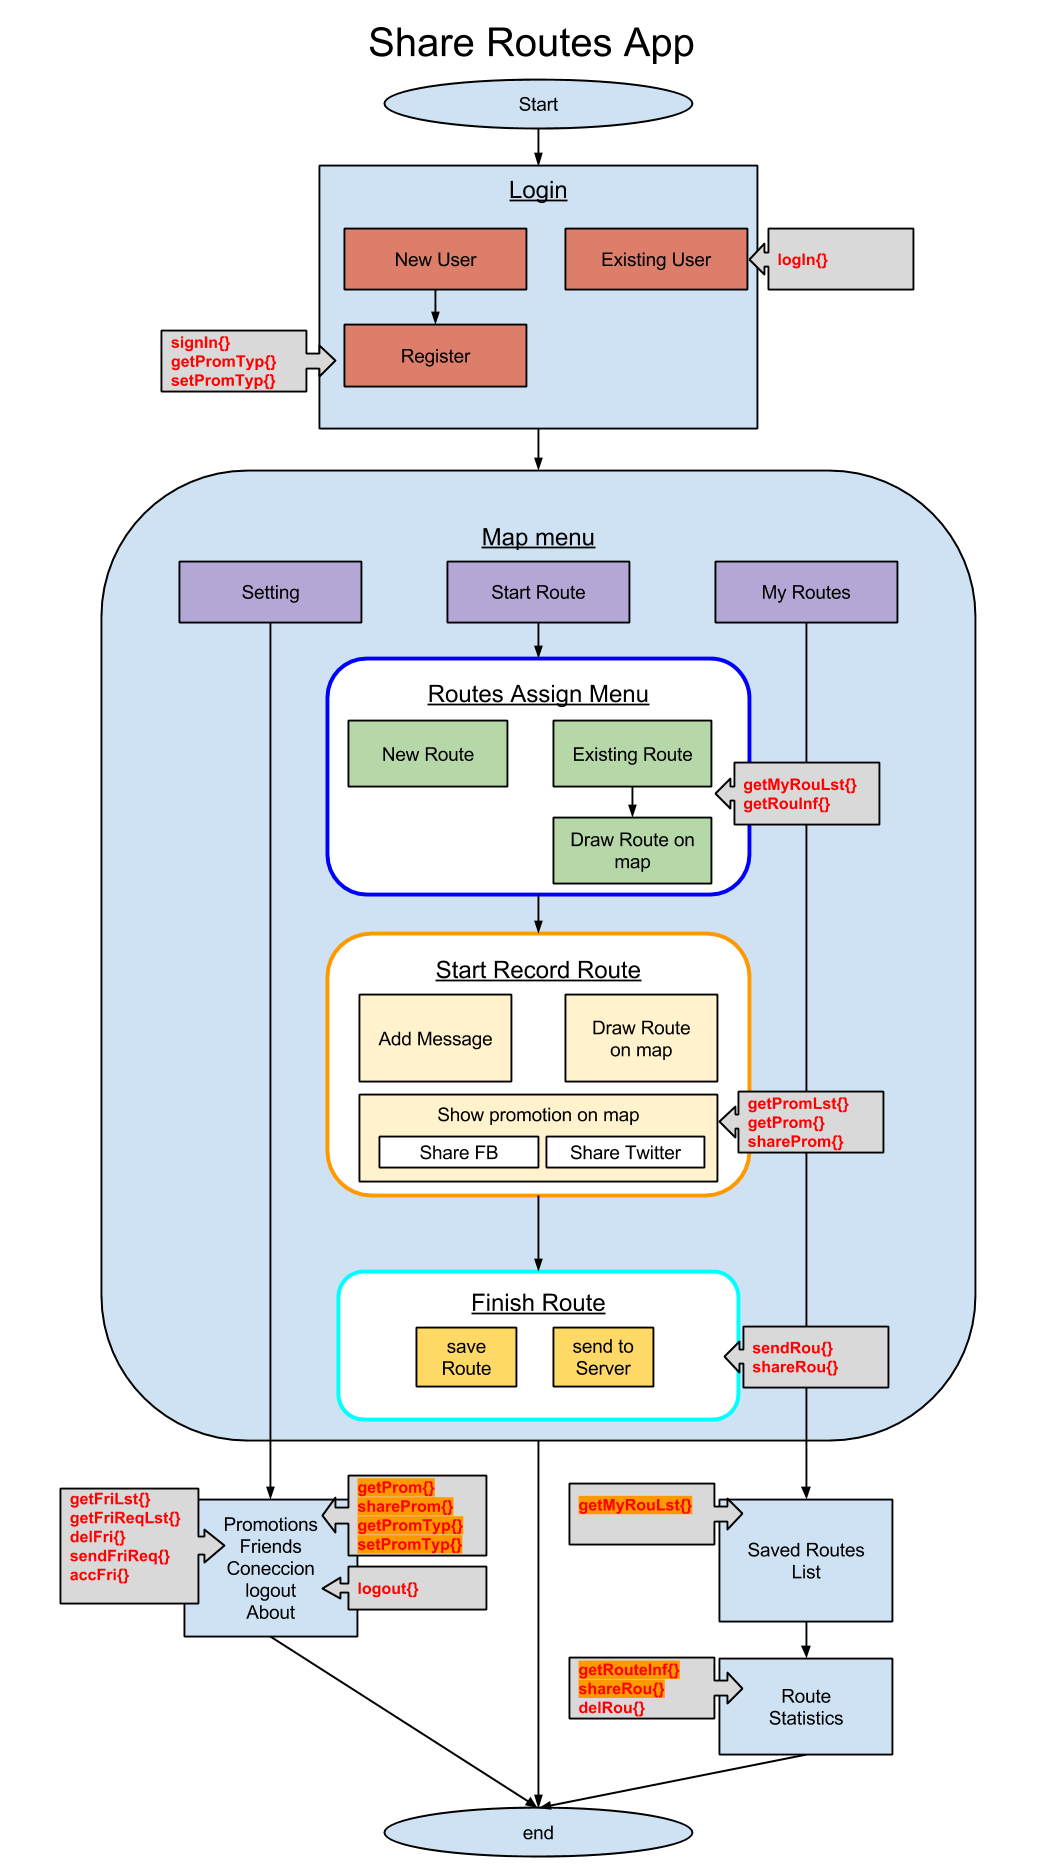 Share Routes App
Start
Login
New User
Existing User
logIn{}
signIn{}
getPromTyp{}
setPromTyp{}
Register
Map menu
Setting
Start Route
My Routes
Routes Assign Menu
New Route
Existing Route
getMyRouLst{}
getRouInf{}
Draw Route on
map
Start Record Route
Add Message
Draw Route
on map
Show promotion on map
Share FB
Share Twitter
getPromLst{}
getProm{}
shareProm{}
Finish Route
save
Route
send to
Server
sendRou{}
shareRou{}
getFriLst{}
getFriReqLst{}
delFri{}
sendFriReq{}
accFri{}
Promotions
Friends
Coneccion
logout
About
getProm{}
shareProm{}
getPromTyp{}
setPromTyp{}
logout{}
getMyRouLst{}
Saved Routes
List
getRouteInf{}
shareRou{}
delRou{}
Route
Statistics
end